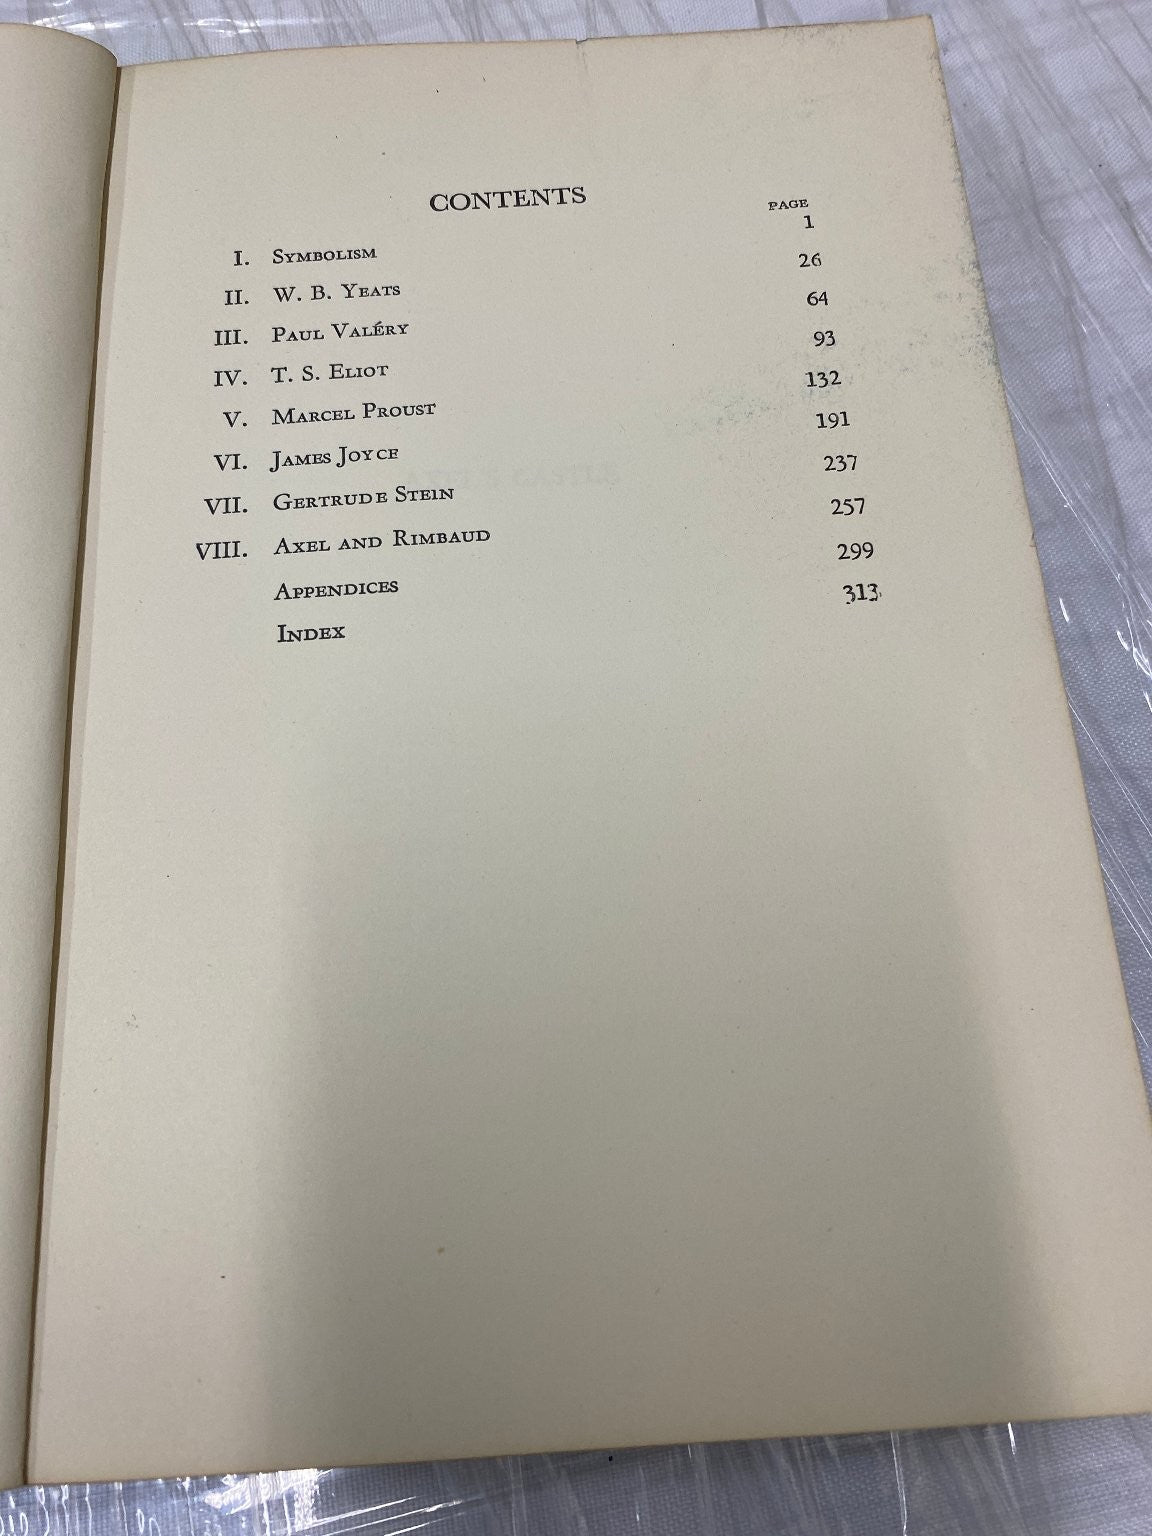 CONTENTS
PAGE
I. Symbolism 1
II. W. B. Yeats 26
III. Paul Valéry 64
IV. T. S. Eliot 93
V. Marcel Proust 132
VI. James Joyce 191
VII. Gertrude Stein 237
VIII. Axel and Rimbaud 257
Appendices 299
Index 313